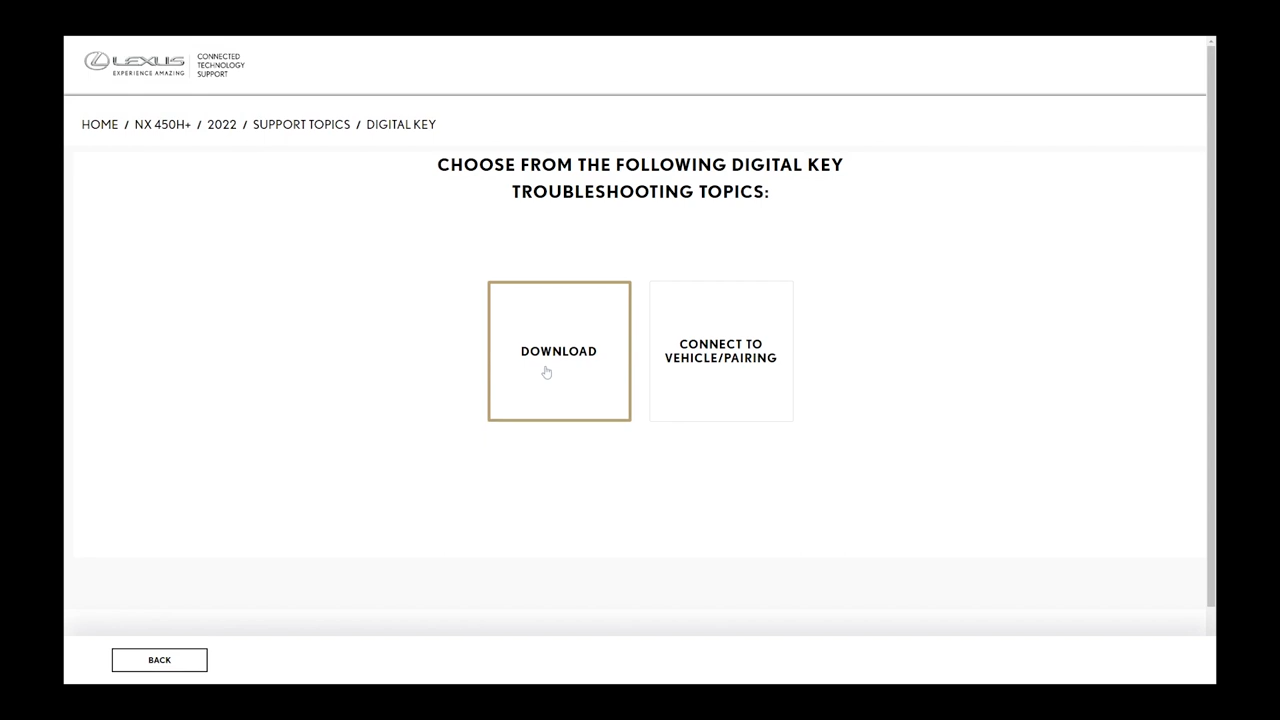 LEXUS
EXPERIENCE AMAZING
CONNECTED
TECHNOLOGY
SUPPORT
HOME / NX 450H+ / 2022 / SUPPORT TOPICS / DIGITAL KEY
CHOOSE FROM THE FOLLOWING DIGITAL KEY
TROUBLESHOOTING TOPICS:
DOWNLOAD
CONNECT TO
VEHICLE/PAIRING
BACK